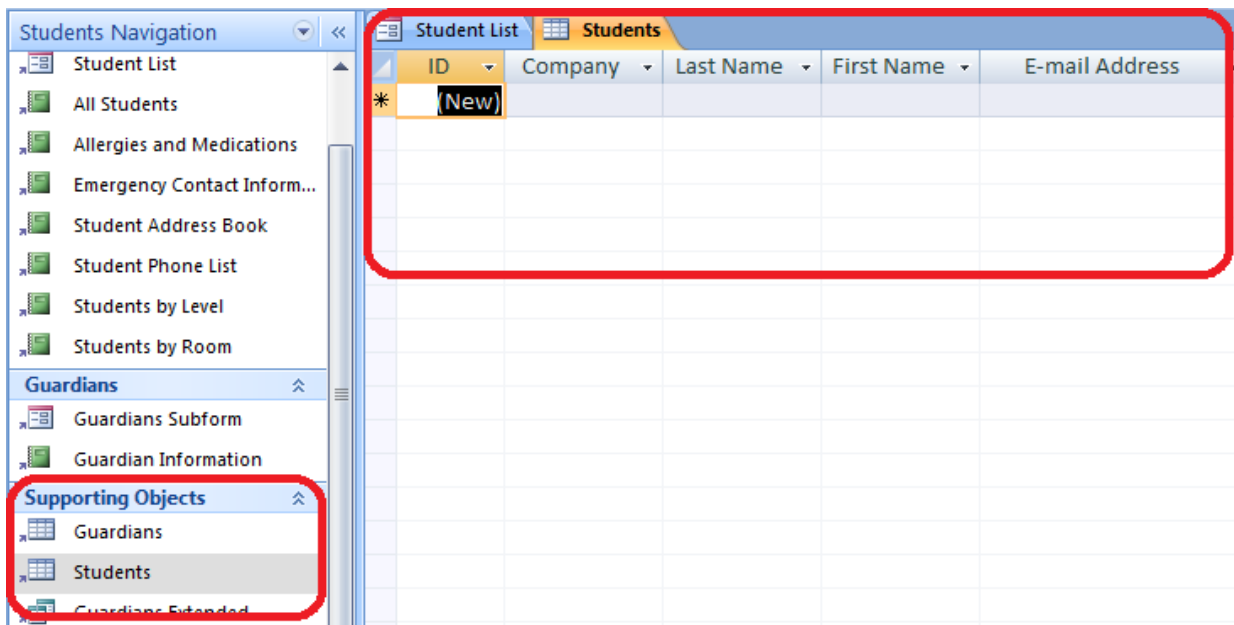 Students Navigation
Student List
All Students
Allergies and Medications
Emergency Contact Inform...
Student Address Book
Student Phone List
Students by Level
Students by Room
Guardians
Guardians Subform
Guardian Information
Supporting Objects
Guardians
Students
Guardians Extended
Student List Students
ID Company Last Name First Name E-mail Address
(New)